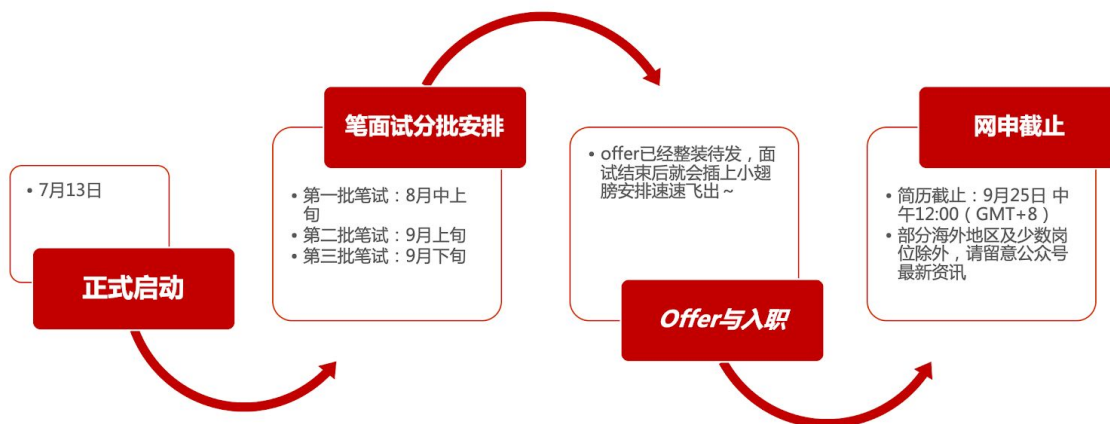 • 7月13日
正式启动
笔面试分批安排
• 第一批笔试：8月中上
旬
• 第二批笔试：9月上旬
• 第三批笔试：9月下旬
• offer已经整装待发，面
试结束后就会插上小翅
膀安排速速飞出～
Offer与入职
网申截止
• 简历截止：9月25日 中
午12:00（GMT+8）
• 部分海外地区及少数岗
位除外，请留意公众号
最新资讯